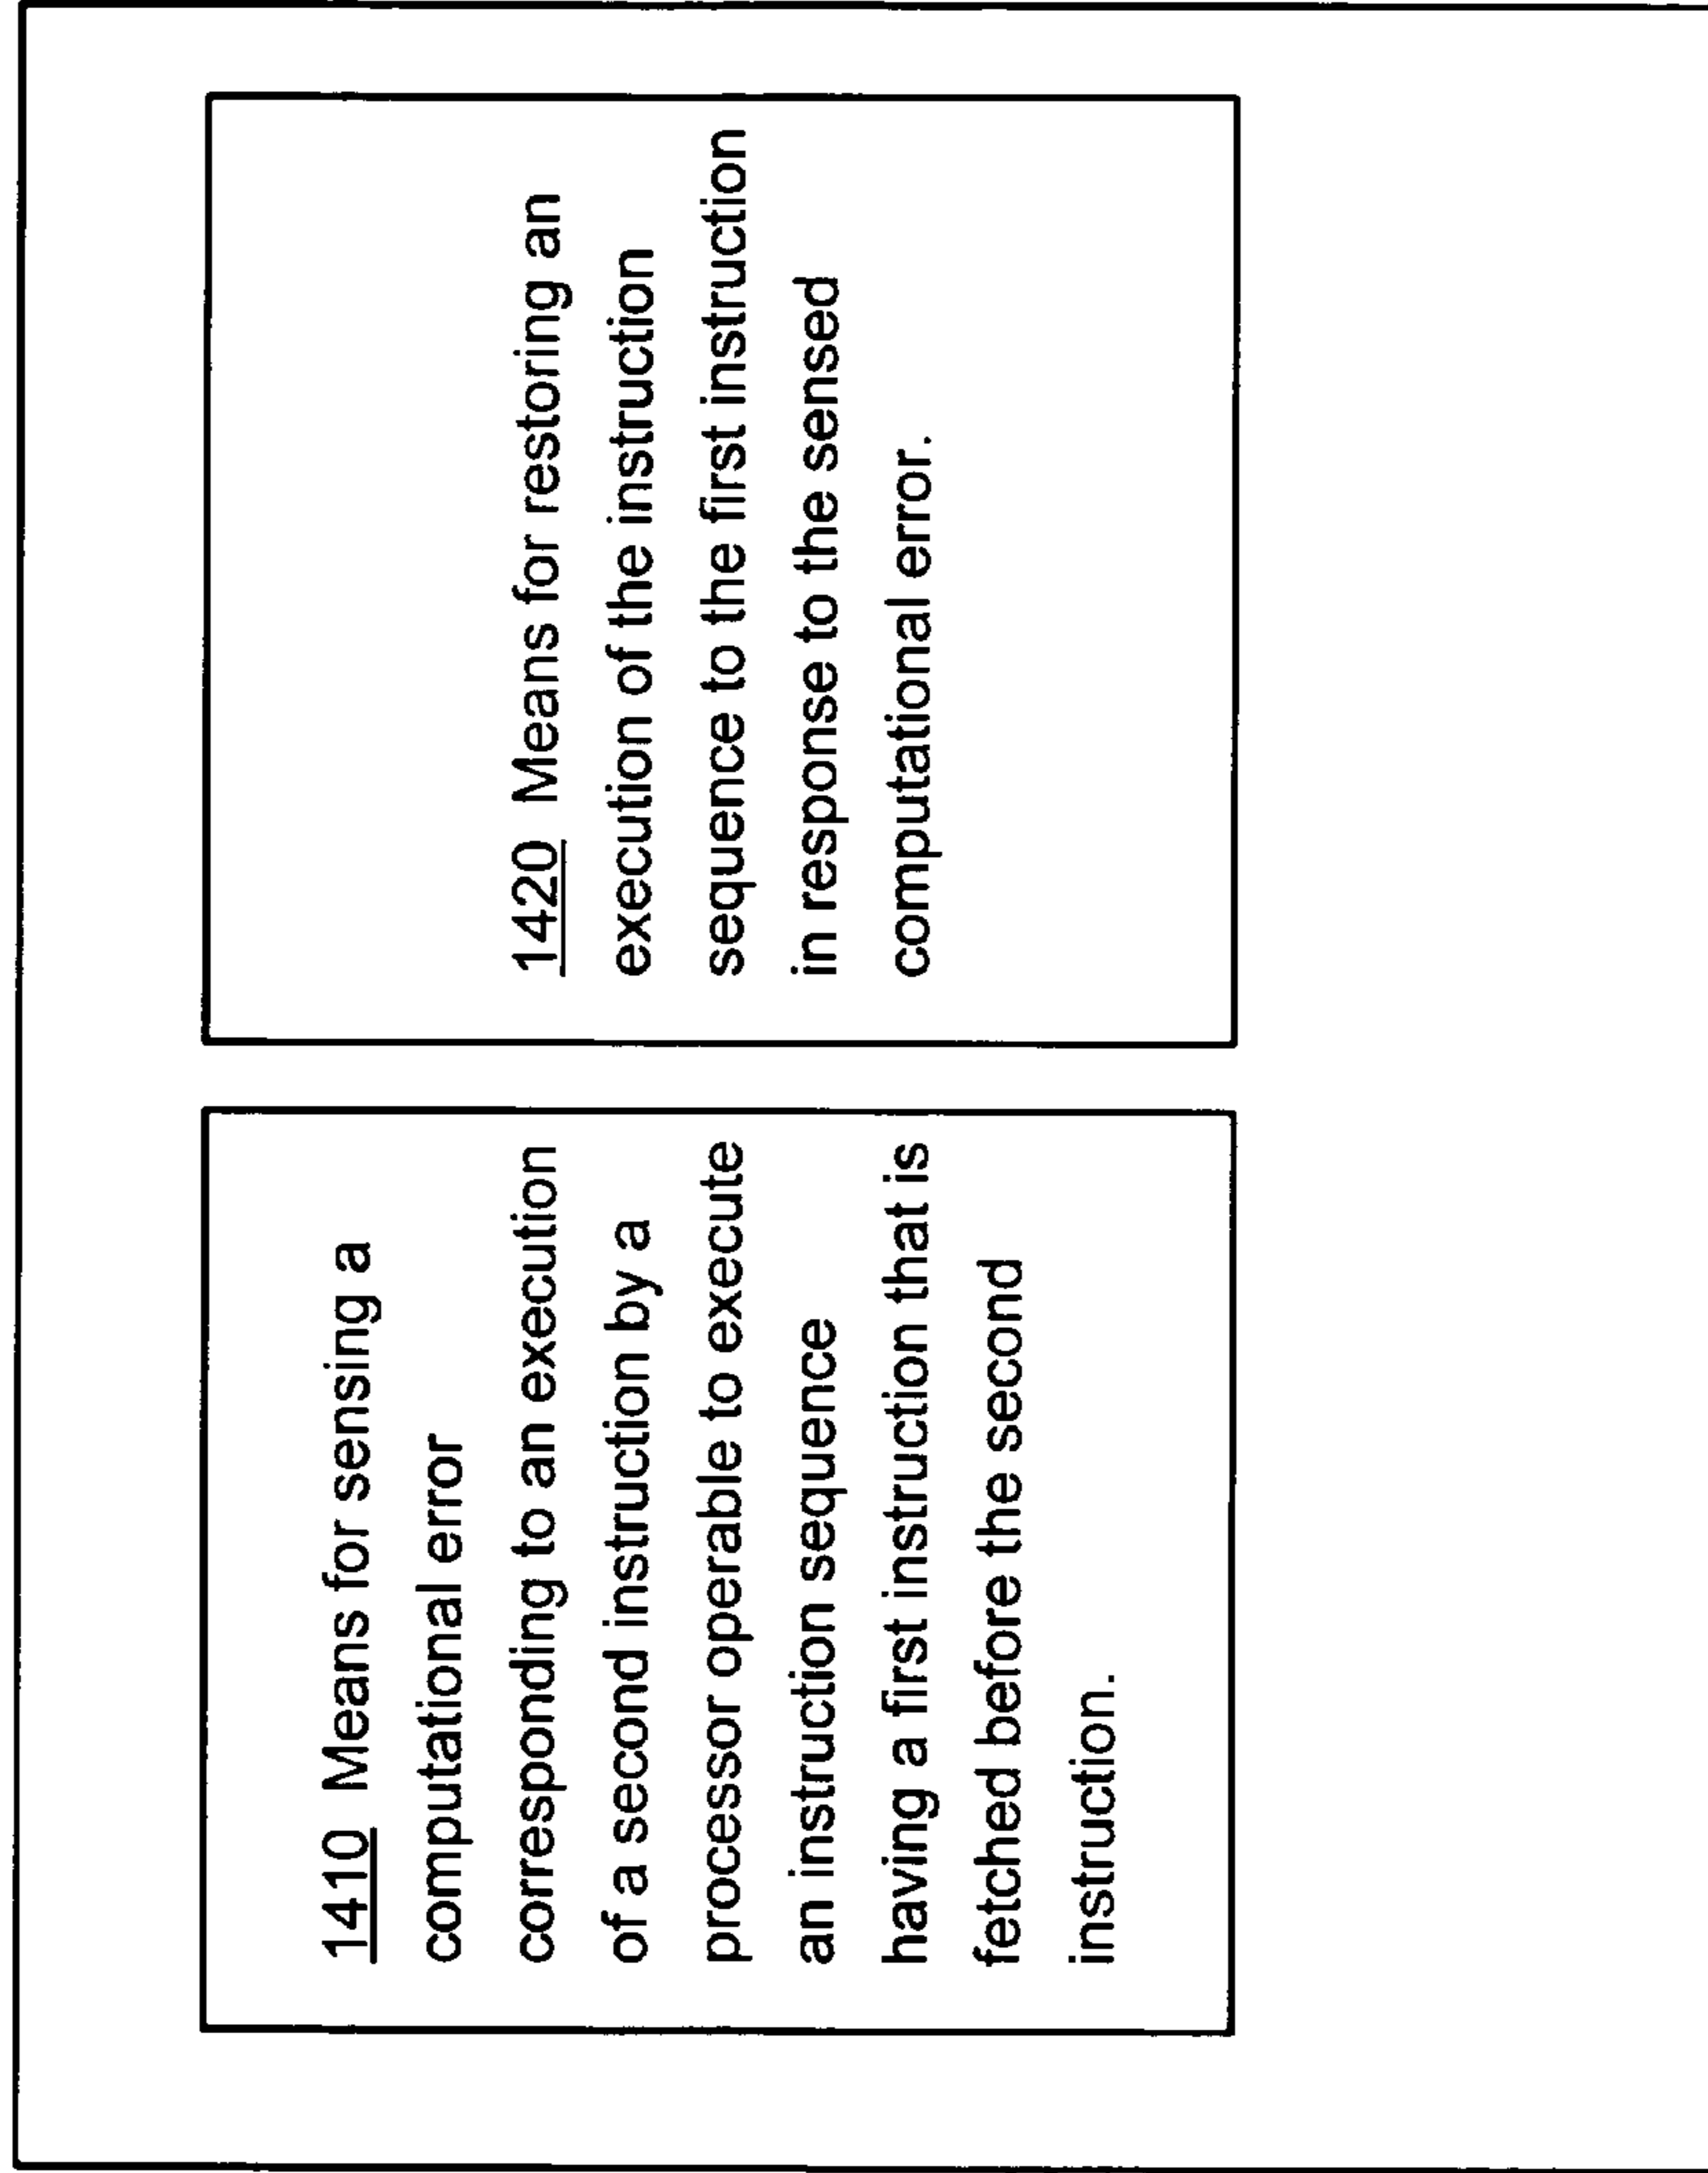 1410 Means for sensing a
computational error
corresponding to an execution
of a second instruction by a
processor operable to execute
an instruction sequence
having a first instruction that is
fetched before the second
instruction.
1420 Means for restoring an
execution of the instruction
sequence to the first instruction
in response to the sensed
computational error.